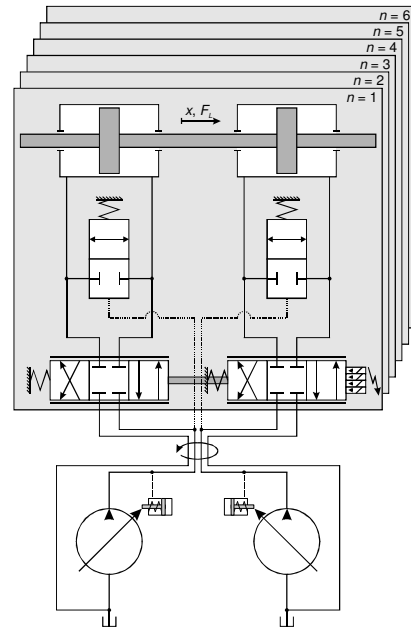 n = 6
n = 5
n = 4
n = 3
n = 2
n = 1
x, F_L